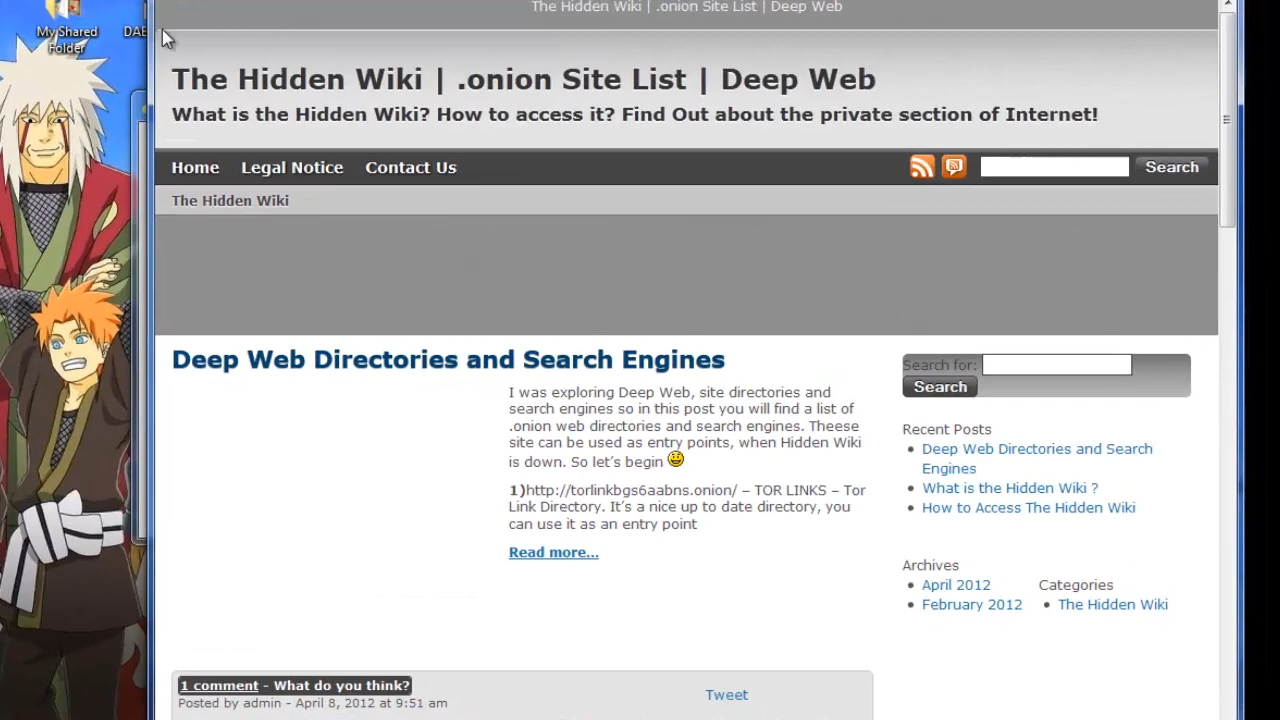 My Shared
Folder
DAE
The Hidden Wiki | .onion Site List | Deep Web
The Hidden Wiki | .onion Site List | Deep Web
What is the Hidden Wiki? How to access it? Find Out about the private section of Internet!
Home Legal Notice Contact Us Search
The Hidden Wiki
Deep Web Directories and Search Engines
I was exploring Deep Web, site directories and
search engines so in this post you will find a list of
.onion web directories and search engines. Theese
site can be used as entry points, when Hidden Wiki
is down. So let's begin
1)http://torlinkbgs6aabns.onion/ – TOR LINKS – Tor
Link Directory. It's a nice up to date directory, you
can use it as an entry point
Read more...
1 comment - What do you think?
Posted by admin - April 8, 2012 at 9:51 am
Tweet
Search for:
Search
Recent Posts
Deep Web Directories and Search
Engines
What is the Hidden Wiki ?
How to Access The Hidden Wiki
Archives
April 2012
February 2012
Categories
The Hidden Wiki